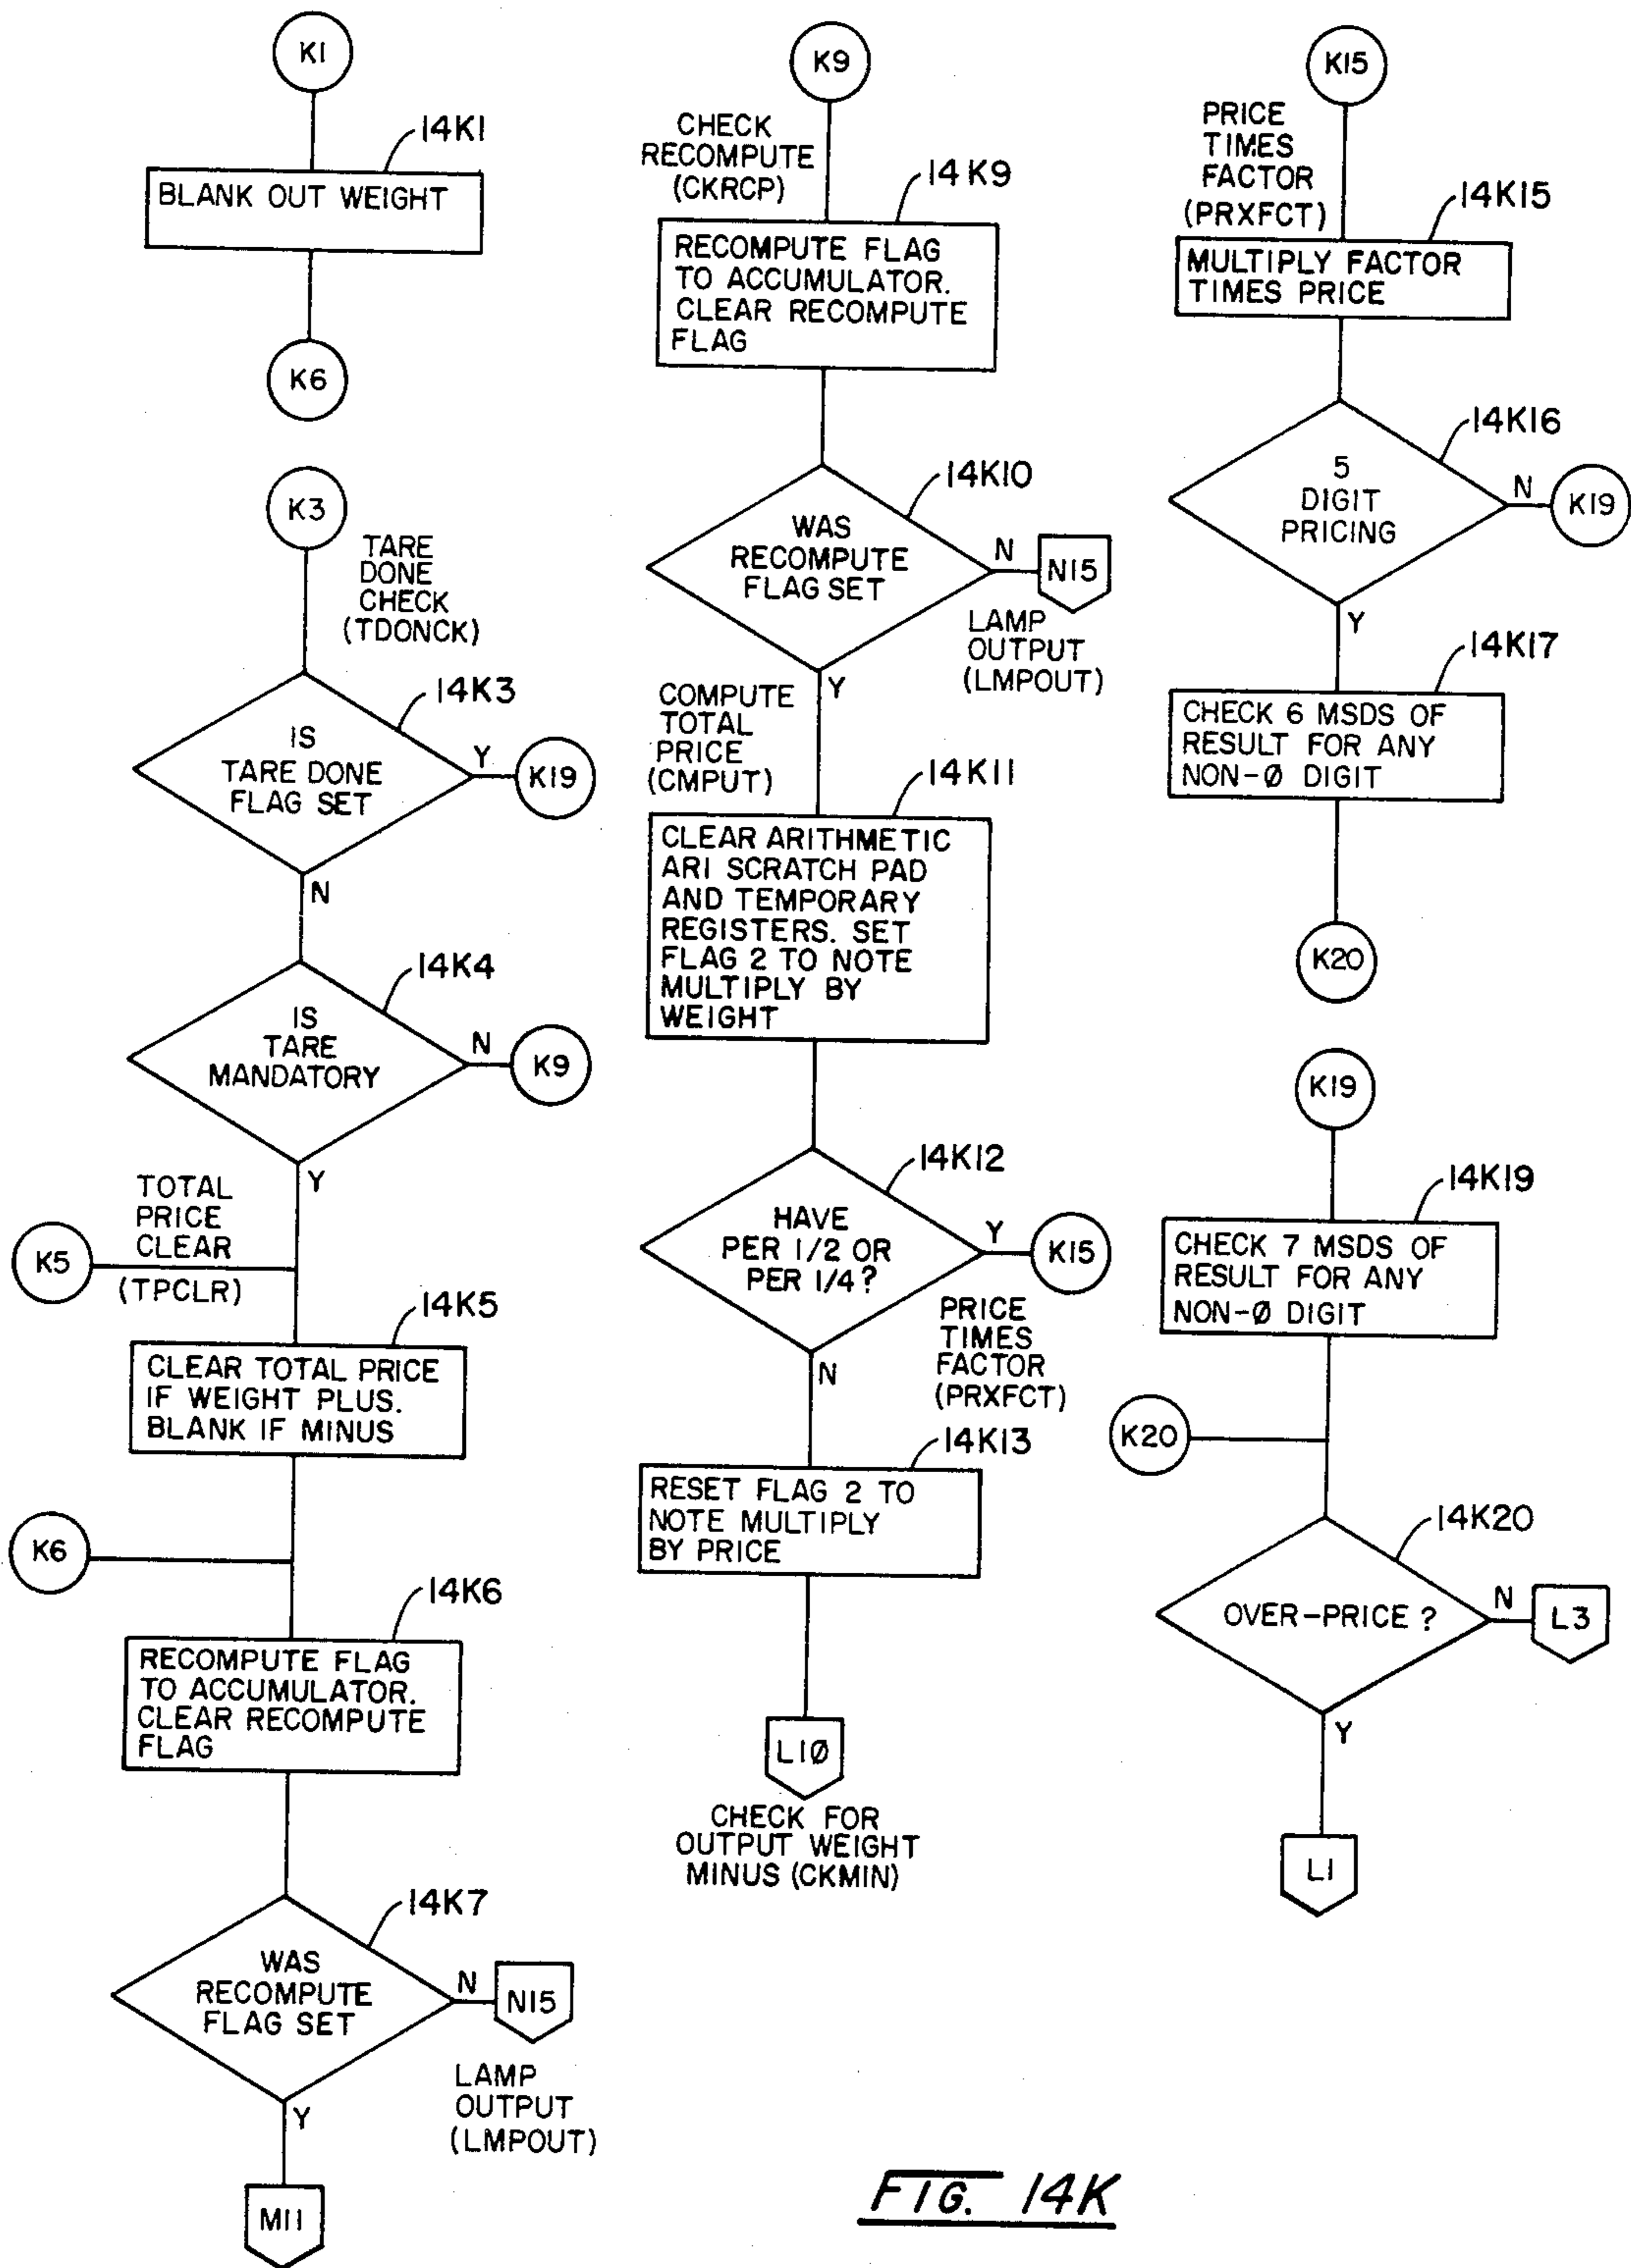 K1
14K1
BLANK OUT WEIGHT
K6
K3
TARE
DONE
CHECK
(TDONCK)
14K3
IS
TARE DONE
FLAG SET
Y
K19
N
14K4
IS
TARE
MANDATORY
N
K9
Y
TOTAL
PRICE
CLEAR
(TPCLR)
K5
14K5
CLEAR TOTAL PRICE
IF WEIGHT PLUS.
BLANK IF MINUS
K6
14K6
RECOMPUTE FLAG
TO ACCUMULATOR.
CLEAR RECOMPUTE
FLAG
14K7
WAS
RECOMPUTE
FLAG SET
N
N15
LAMP
OUTPUT
(LMPOUT)
Y
M11
K9
CHECK
RECOMPUTE
(CKRCP)
14K9
RECOMPUTE FLAG
TO ACCUMULATOR.
CLEAR RECOMPUTE
FLAG
14K10
WAS
RECOMPUTE
FLAG SET
N
N15
LAMP
OUTPUT
(LMPOUT)
Y
COMPUTE
TOTAL
PRICE
(CMPUT)
14K11
CLEAR ARITHMETIC
ARI SCRATCH PAD
AND TEMPORARY
REGISTERS. SET
FLAG 2 TO NOTE
MULTIPLY BY
WEIGHT
14K12
HAVE
PER 1/2 OR
PER 1/4?
Y
K15
PRICE
TIMES
FACTOR
(PRXFCT)
N
14K13
RESET FLAG 2 TO
NOTE MULTIPLY
BY PRICE
L1Ø
CHECK FOR
OUTPUT WEIGHT
MINUS (CKMIN)
K15
PRICE
TIMES
FACTOR
(PRXFCT)
14K15
MULTIPLY FACTOR
TIMES PRICE
14K16
5
DIGIT
PRICING
N
K19
Y
14K17
CHECK 6 MSDS OF
RESULT FOR ANY
NON-Ø DIGIT
K20
K19
14K19
CHECK 7 MSDS OF
RESULT FOR ANY
NON-Ø DIGIT
K20
14K20
OVER-PRICE ?
N
L3
Y
L1
FIG. 14K